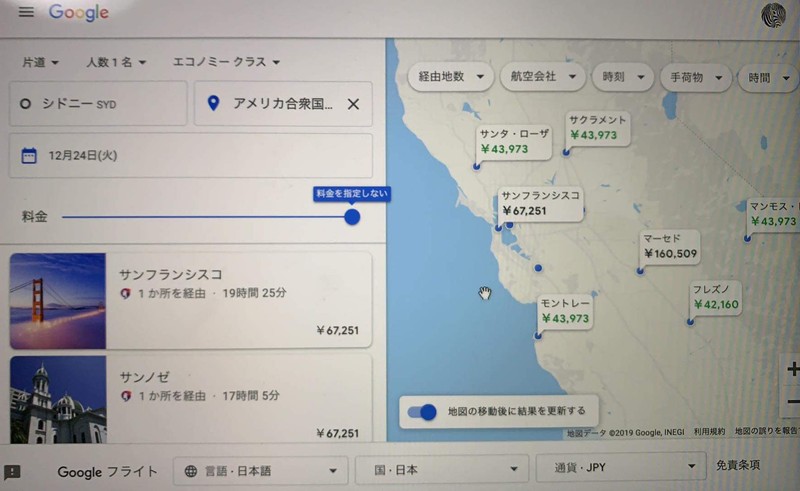 Google
片道
人数1名
エコノミー クラス
シドニー SYD
アメリカ合衆国...
12月24日(火)
料金を指定しない
料金
サンフランシスコ
1 か所を経由 · 19時間 25分
¥67,251
サンノゼ
1 か所を経由 · 17時間 5分
¥67,251
経由地数
航空会社
時刻
手荷物
時間
サクラメント
¥43,973
サンタ・ローザ
¥43,973
サンフランシスコ
¥67,251
マンモス・
¥43,973
マーセド
¥160,509
フレズノ
¥42,160
モントレー
¥43,973
地図の移動後に結果を更新する
地図データ ©2019 Google, INEGI 利用規約 地図の誤りを報告
Google フライト
言語 · 日本語
国 · 日本
通貨 · JPY
免責条項